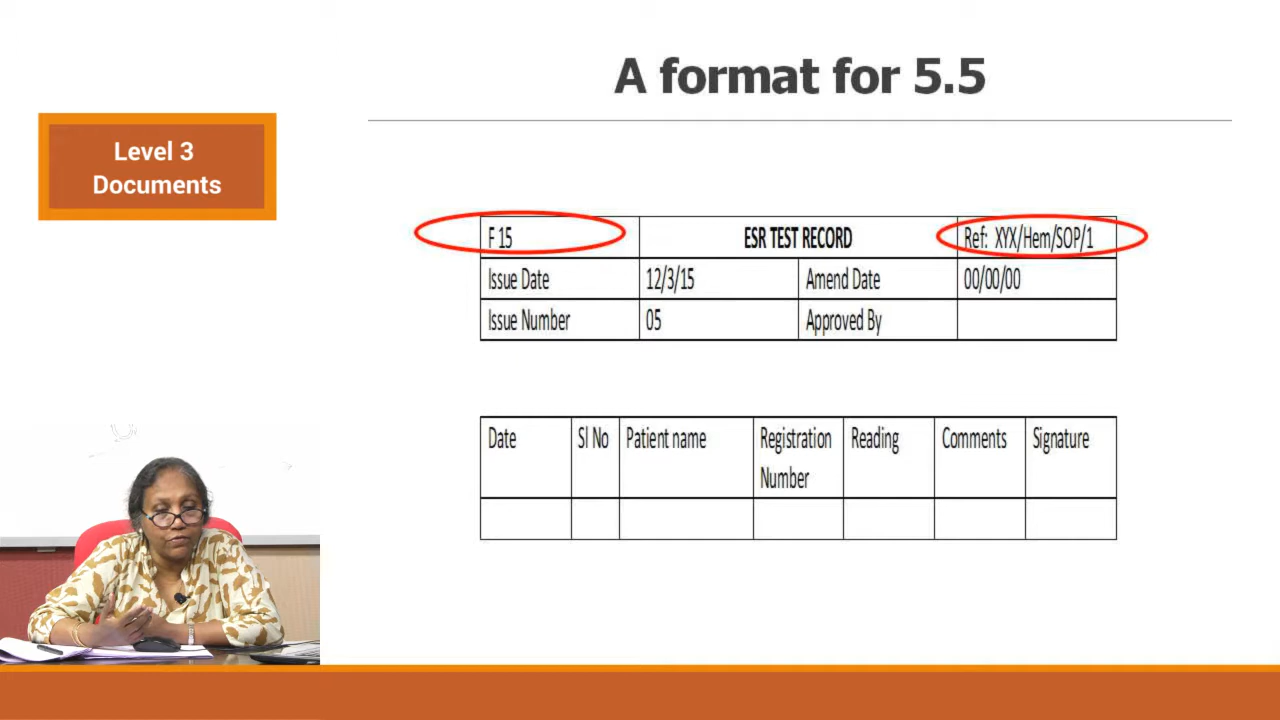 A format for 5.5
Level 3
Documents
F 15 ESR TEST RECORD Ref: XYX/Hem/SOP/1
Issue Date 12/3/15 Amend Date 00/00/00
Issue Number 05 Approved By
Date Sl No Patient name Registration Number Reading Comments Signature